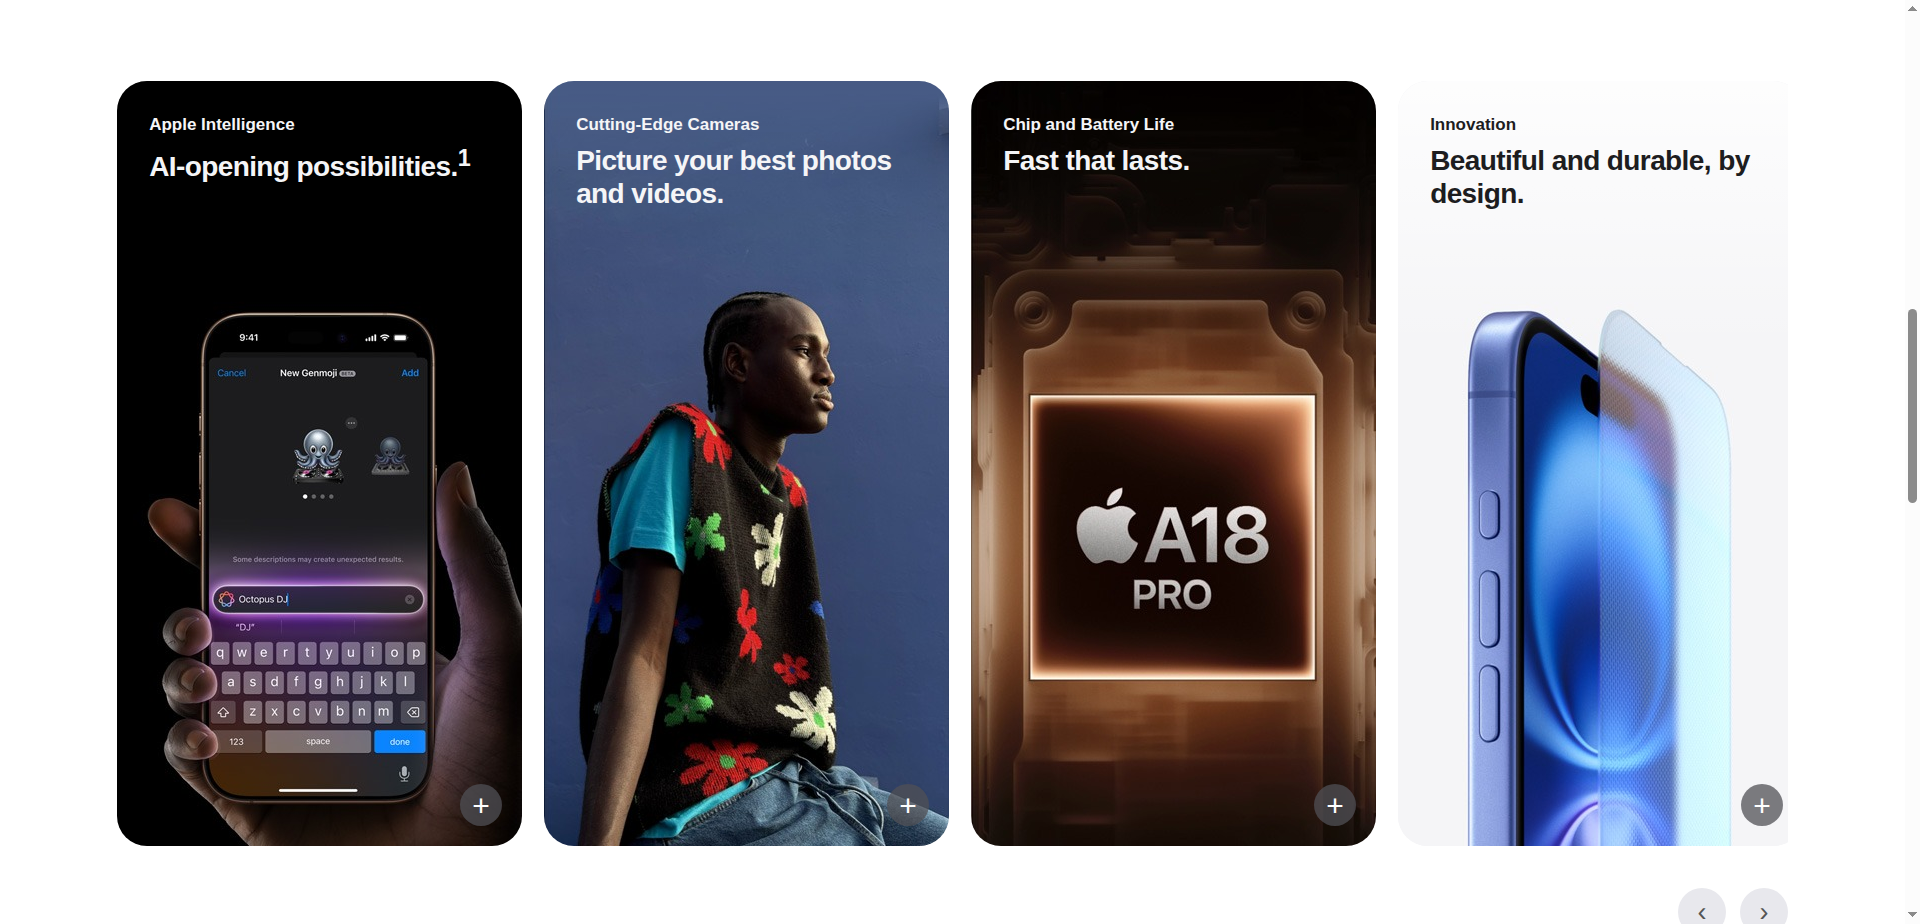 Apple Intelligence
AI-opening possibilities.1
9:41
Cancel New Genmoji BETA Add
Some descriptions may create unexpected results.
Octopus DJ
“DJ”
q w e r t y u i o p
a s d f g h j k l
z x c v b n m
123 space done
+
Cutting-Edge Cameras
Picture your best photos
and videos.
+
Chip and Battery Life
Fast that lasts.
A18
PRO
+
Innovation
Beautiful and durable, by
design.
+